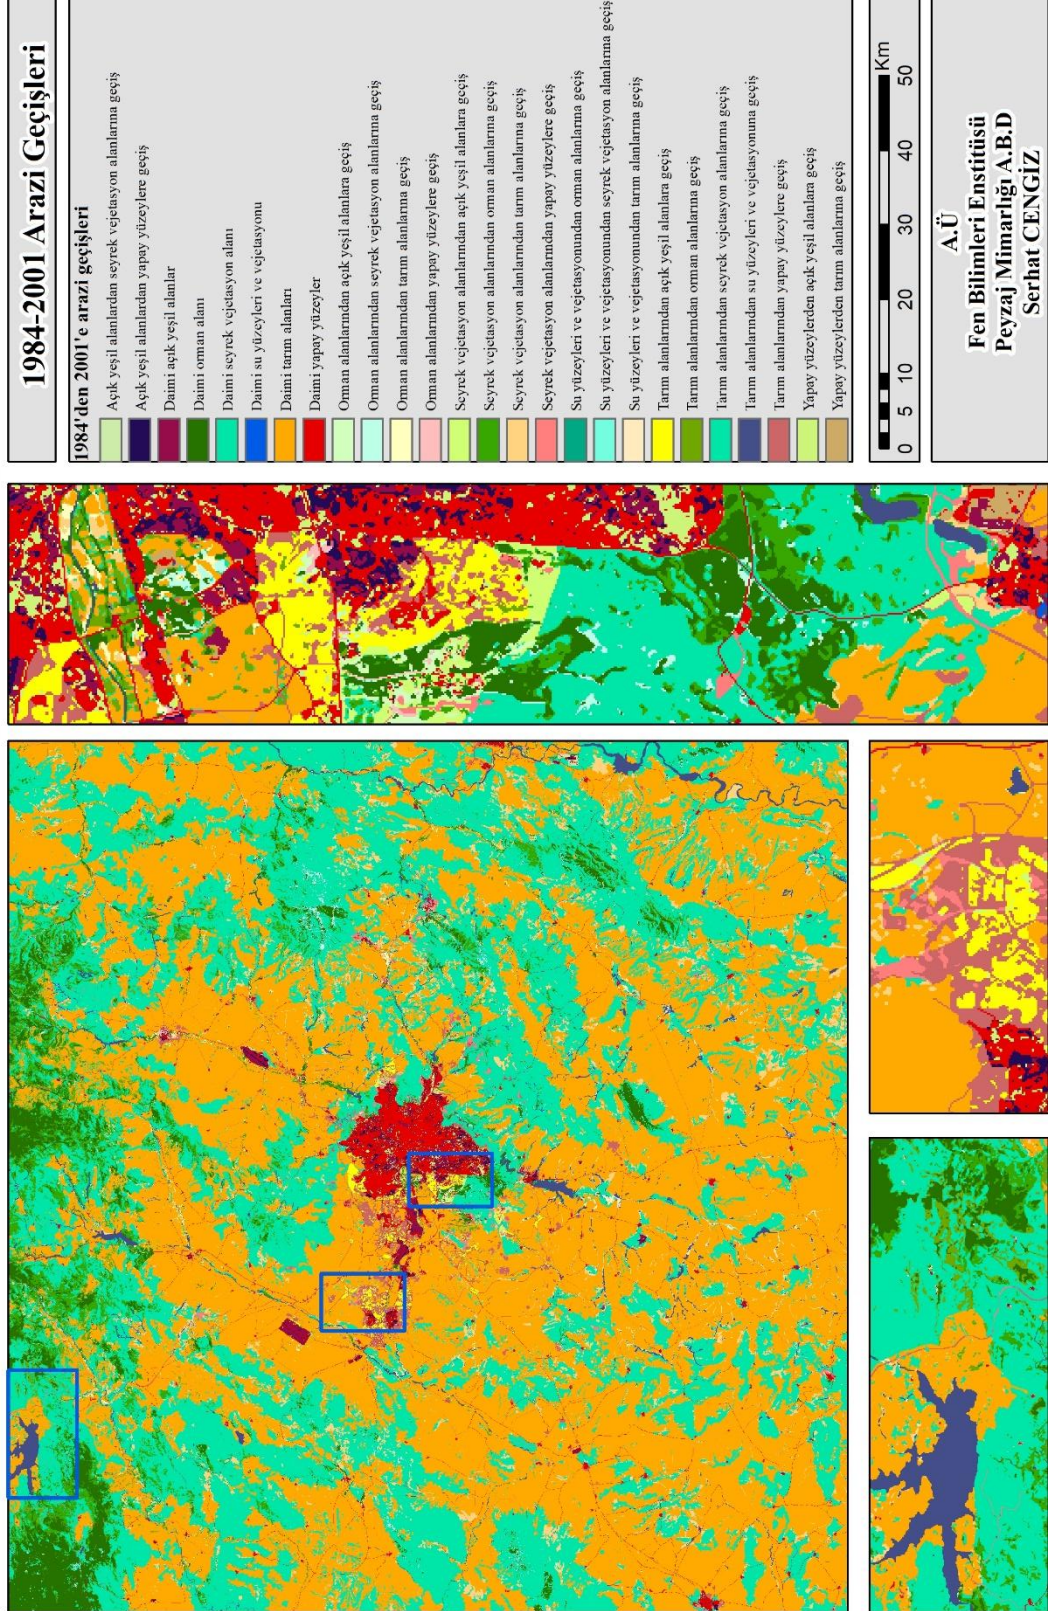 1984-2001 Arazi Geçişleri
1984'den 2001'e arazi geçişleri
Açık yeşil alanlardan seyrek vejetasyon alanlarına geçiş
Açık yeşil alanlardan yapay yüzeylere geçiş
Daimi açık yeşil alanlar
Daimi orman alanı
Daimi seyrek vejetasyon alanı
Daimi su yüzeyleri ve vejetasyonu
Daimi tarım alanları
Daimi yapay yüzeyler
Orman alanlarından açık yeşil alanlara geçiş
Orman alanlarından seyrek vejetasyon alanlarına geçiş
Orman alanlarından tarım alanlarına geçiş
Orman alanlarından yapay yüzeylere geçiş
Seyrek vejetasyon alanlarından açık yeşil alanlara geçiş
Seyrek vejetasyon alanlarından orman alanlarına geçiş
Seyrek vejetasyon alanlarından tarım alanlarına geçiş
Seyrek vejetasyon alanlarından yapay yüzeylere geçiş
Su yüzeyleri ve vejetasyonundan orman alanlarına geçiş
Su yüzeyleri ve vejetasyonundan seyrek vejetasyon alanlarına geçiş
Su yüzeyleri ve vejetasyonundan tarım alanlarına geçiş
Tarım alanlarından açık yeşil alanlara geçiş
Tarım alanlarından orman alanlarına geçiş
Tarım alanlarından seyrek vejetasyon alanlarına geçiş
Tarım alanlarından su yüzeyleri ve vejetasyonuna geçiş
Tarım alanlarından yapay yüzeylere geçiş
Yapay yüzeylerden açık yeşil alanlara geçiş
Yapay yüzeylerden tarım alanlarına geçiş
0 5 10 20 30 40 50 Km
A.Ü
Fen Bilimleri Enstitüsü
Peyzaj Mimarlığı A.B.D
Serhat CENGİZ